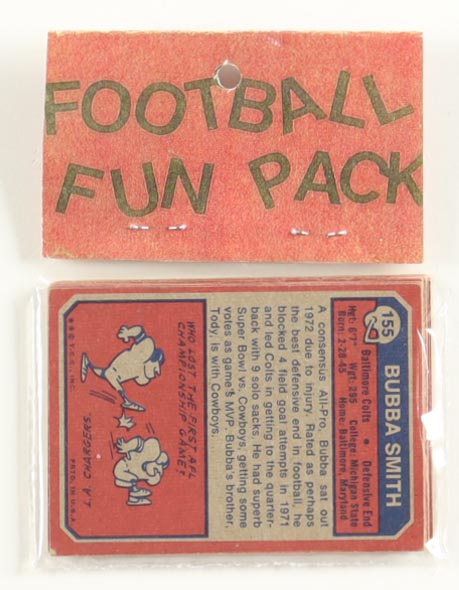 FOOTBALL
FUN PACK
155
BUBBA SMITH
Baltimore Colts • Defensive End
Hgt: 6'7" Wgt: 295 College: Michigan State
Born: 2-28-45 Home: Baltimore, Maryland
A consensus All-Pro, Bubba sat out
1972 due to injury. Rated as perhaps
the best defensive end in football, he
blocked 4 field goal attempts in 1971
and led Colts in getting to the quarter-
back with 9 solo sacks. He had superb
Super Bowl vs. Cowboys, getting some
votes as game's MVP. Bubba's brother,
Tody, is with Cowboys.
WHO LOST THE FIRST AFL
CHAMPIONSHIP GAME?
L.A. CHARGERS.
© T.C.G., INC.
PRTD. IN U.S.A.